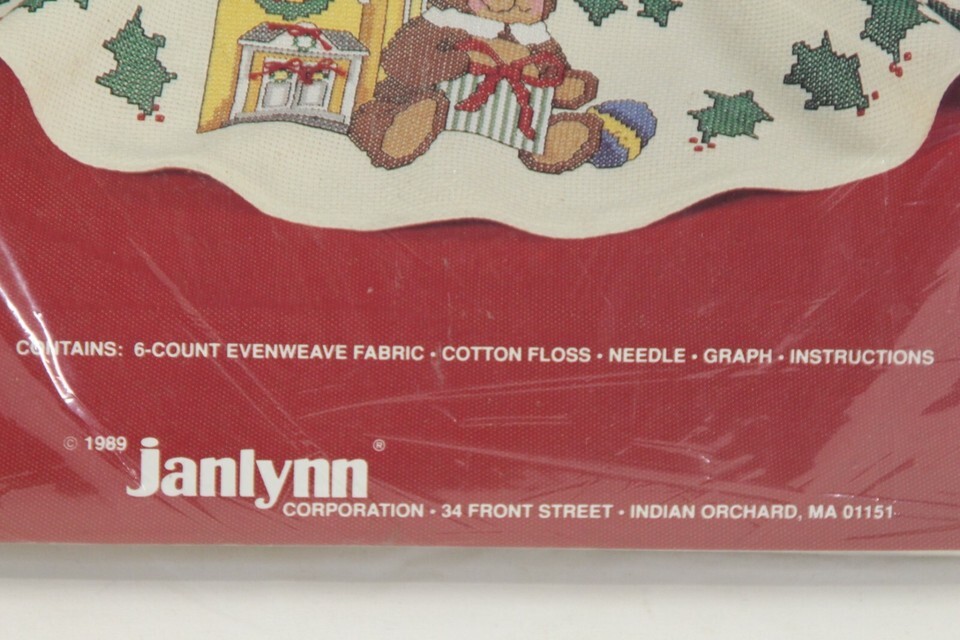 CONTAINS: 6-COUNT EVENWEAVE FABRIC • COTTON FLOSS • NEEDLE • GRAPH • INSTRUCTIONS
© 1989 janlynn®
CORPORATION • 34 FRONT STREET • INDIAN ORCHARD, MA 01151